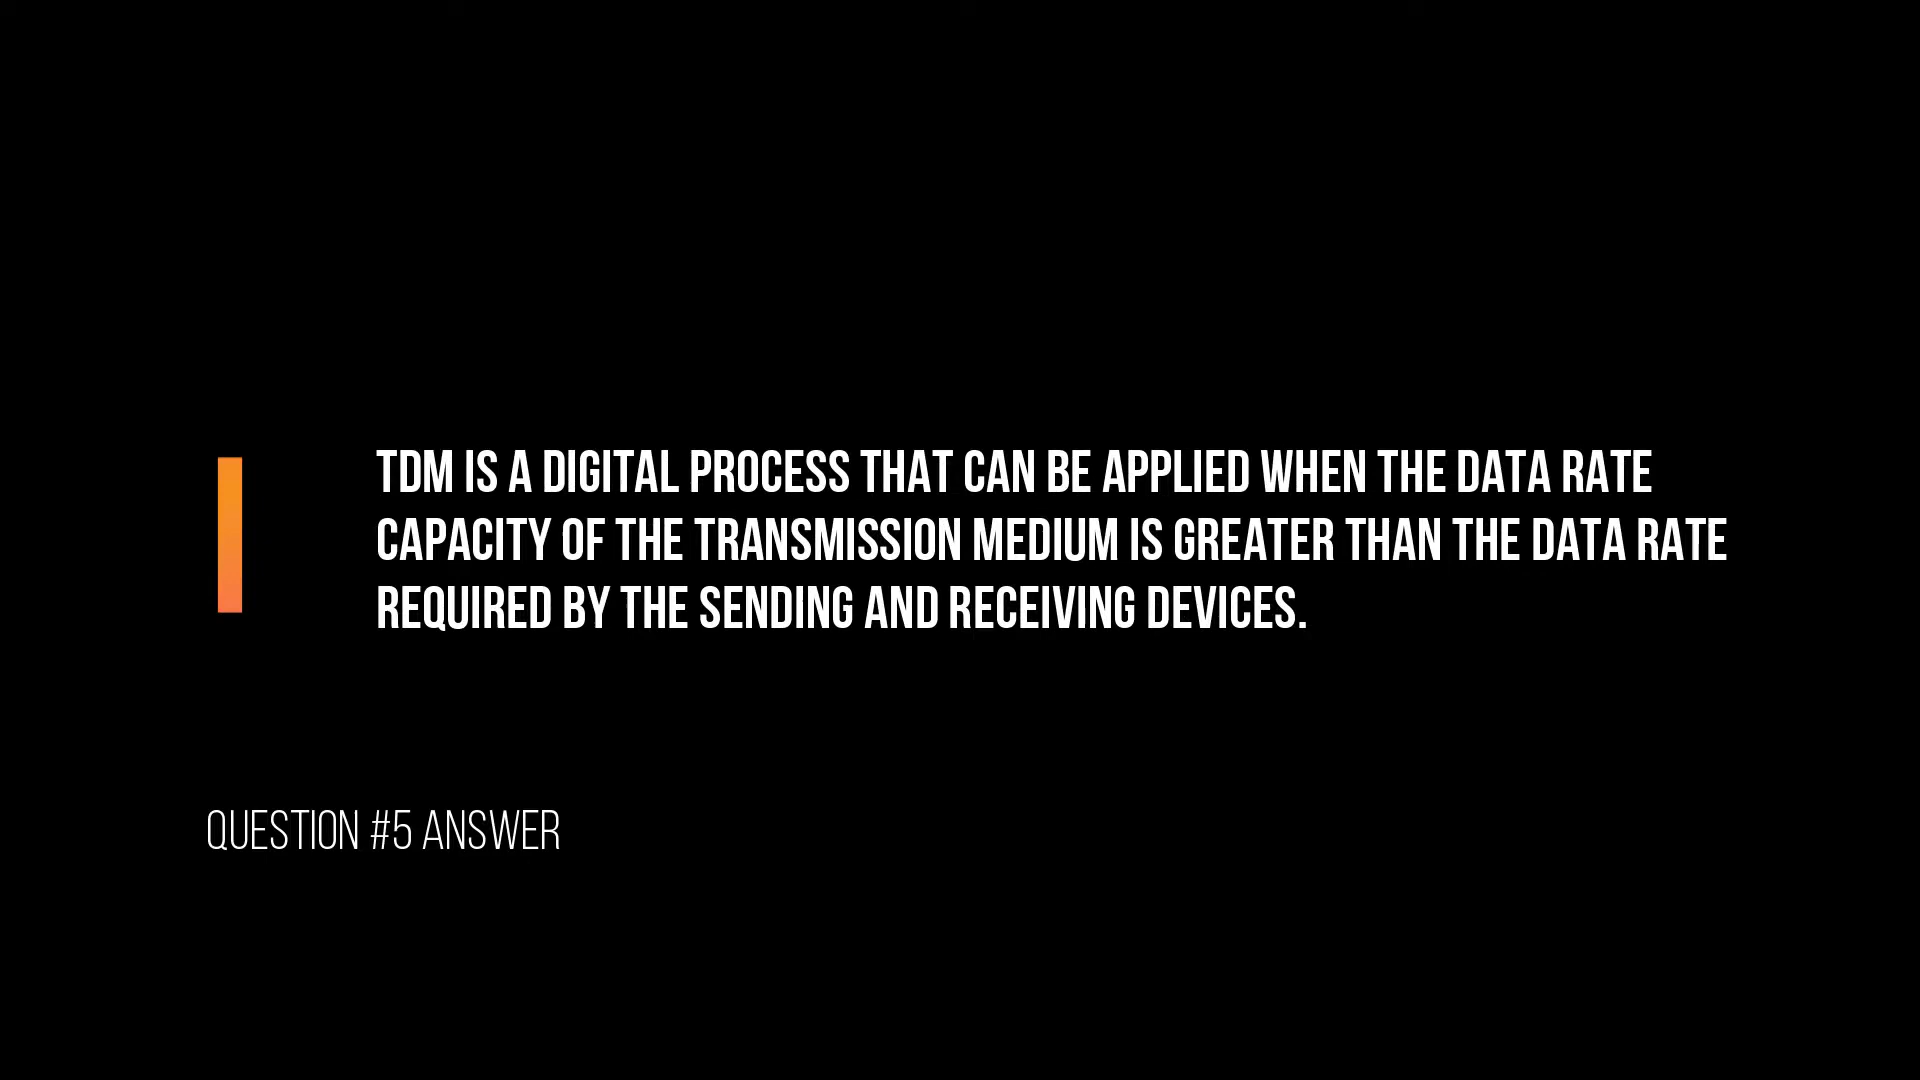 TDM IS A DIGITAL PROCESS THAT CAN BE APPLIED WHEN THE DATA RATE
CAPACITY OF THE TRANSMISSION MEDIUM IS GREATER THAN THE DATA RATE
REQUIRED BY THE SENDING AND RECEIVING DEVICES.
QUESTION #5 ANSWER